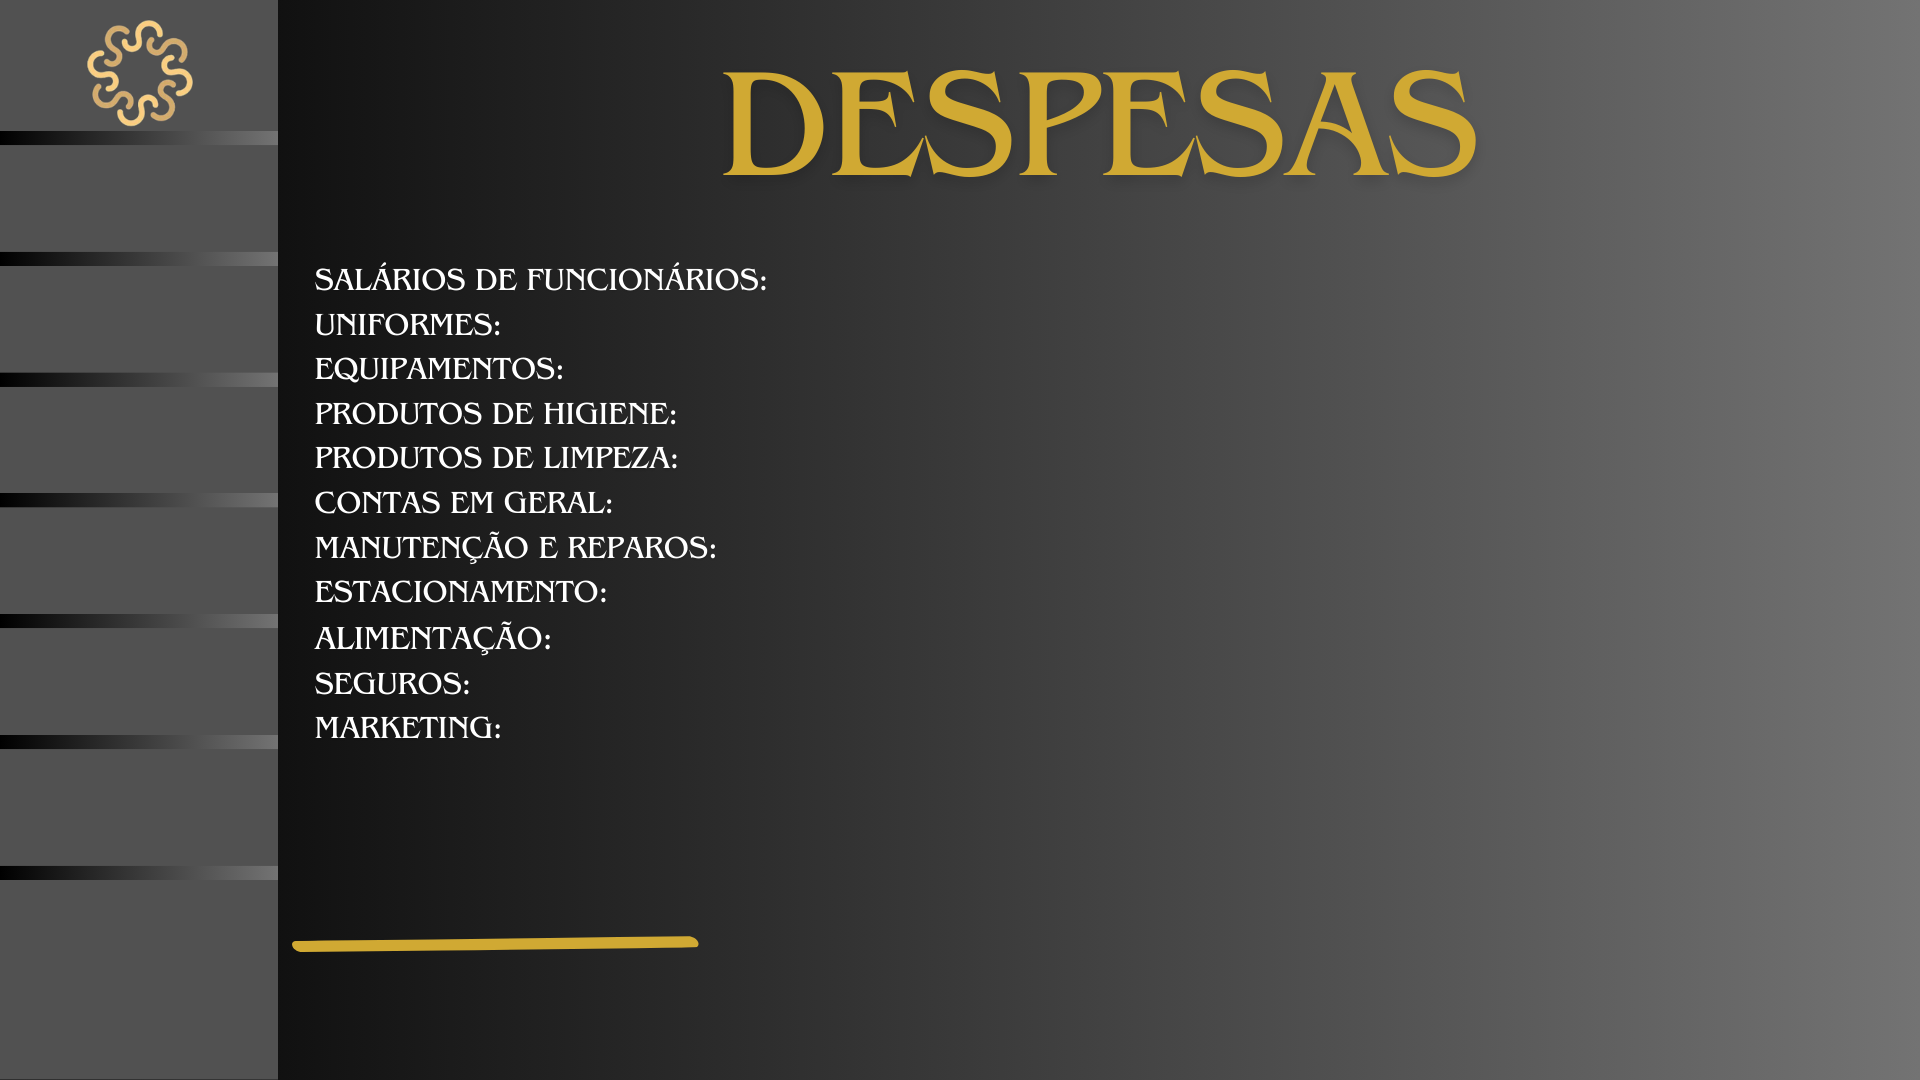 DESPESAS
SALÁRIOS DE FUNCIONÁRIOS:
UNIFORMES:
EQUIPAMENTOS:
PRODUTOS DE HIGIENE:
PRODUTOS DE LIMPEZA:
CONTAS EM GERAL:
MANUTENÇÃO E REPAROS:
ESTACIONAMENTO:
ALIMENTAÇÃO:
SEGUROS:
MARKETING: